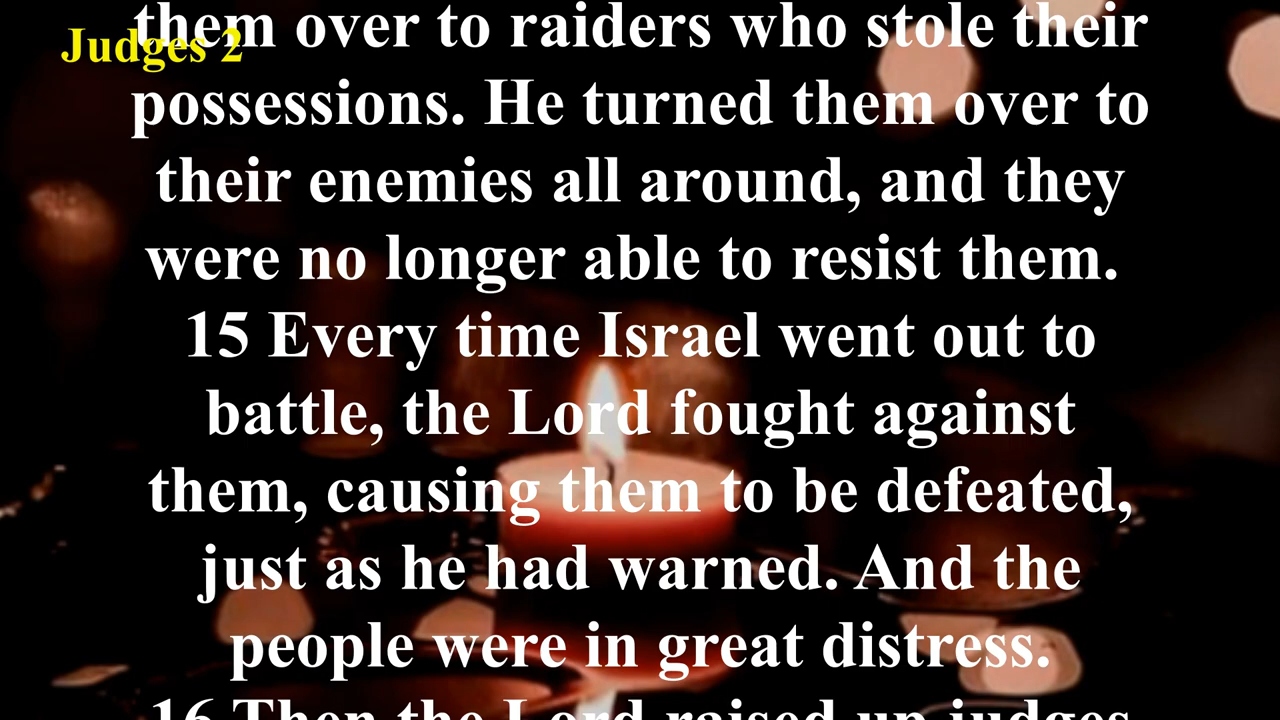 them over to raiders who stole their
Judges 2
possessions. He turned them over to
their enemies all around, and they
were no longer able to resist them.
15 Every time Israel went out to
battle, the Lord fought against
them, causing them to be defeated,
just as he had warned. And the
people were in great distress.
16 Then the Lord raised up judges